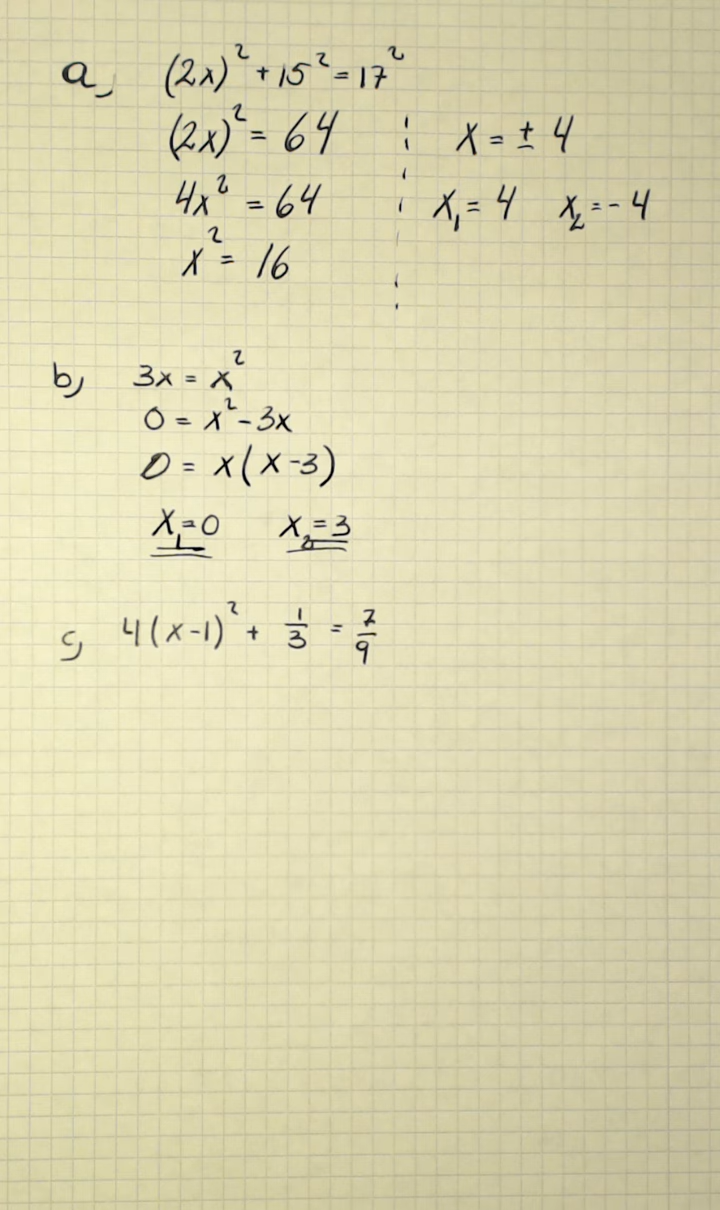 a, (2x)² + 15² = 17²
(2x)² = 64
4x² = 64
x² = 16
x = ± 4
x₁ = 4 x₂ = - 4
b, 3x = x²
0 = x² - 3x
0 = x(x-3)
x₁ = 0 x₂ = 3
c, 4(x-1)² + 1/3 = 7/9